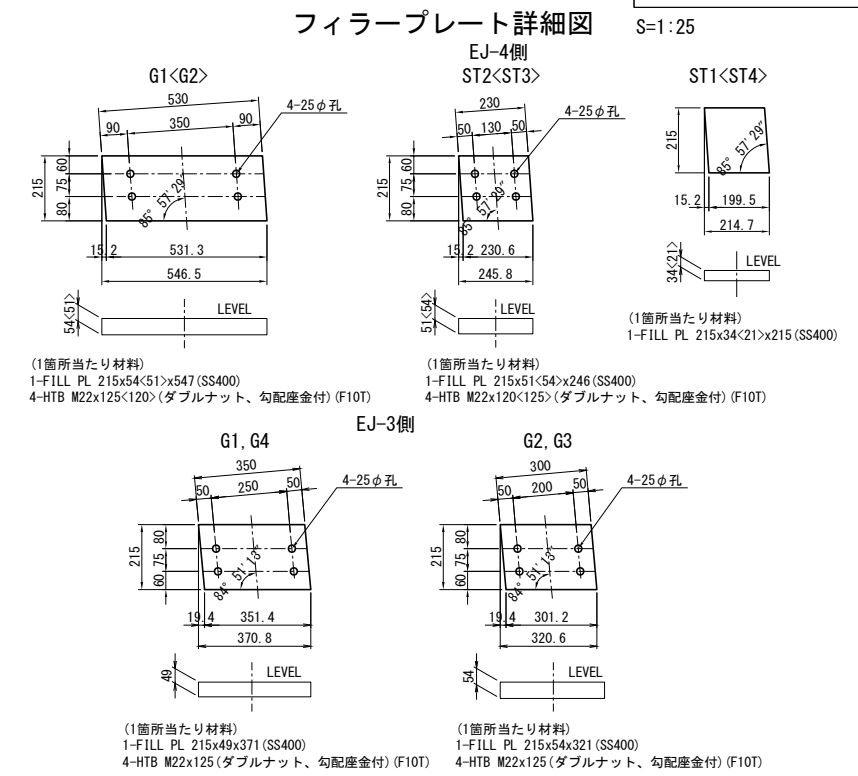 フィラープレート詳細図 S=1:25
EJ-4側
G1<G2>
530
90 350 90
4-25φ孔
215
60
75
80
85° 57' 29"
15.2 531.3
546.5
54<51>
LEVEL
(1箇所当たり材料)
1-FILL PL 215x54<51>x547(SS400)
4-HTB M22x125<120>(ダブルナット、勾配座金付)(F10T)
ST2<ST3>
230
50 130 50
4-25φ孔
215
60
75
80
85° 57' 29"
15.2 230.6
245.8
51<54>
LEVEL
(1箇所当たり材料)
1-FILL PL 215x51<54>x246(SS400)
4-HTB M22x120<125>(ダブルナット、勾配座金付)(F10T)
ST1<ST4>
215
85° 57' 29"
15.2 199.5
214.7
34<21>
LEVEL
(1箇所当たり材料)
1-FILL PL 215x34<21>x215(SS400)
EJ-3側
G1,G4
350
50 250 50
4-25φ孔
215
80
75
60
84° 51' 13"
19.4 351.4
370.8
49
LEVEL
(1箇所当たり材料)
1-FILL PL 215x49x371(SS400)
4-HTB M22x125(ダブルナット、勾配座金付)(F10T)
G2,G3
300
50 200 50
4-25φ孔
215
80
75
60
84° 51' 13"
19.4 301.2
320.6
54
LEVEL
(1箇所当たり材料)
1-FILL PL 215x54x321(SS400)
4-HTB M22x125(ダブルナット、勾配座金付)(F10T)